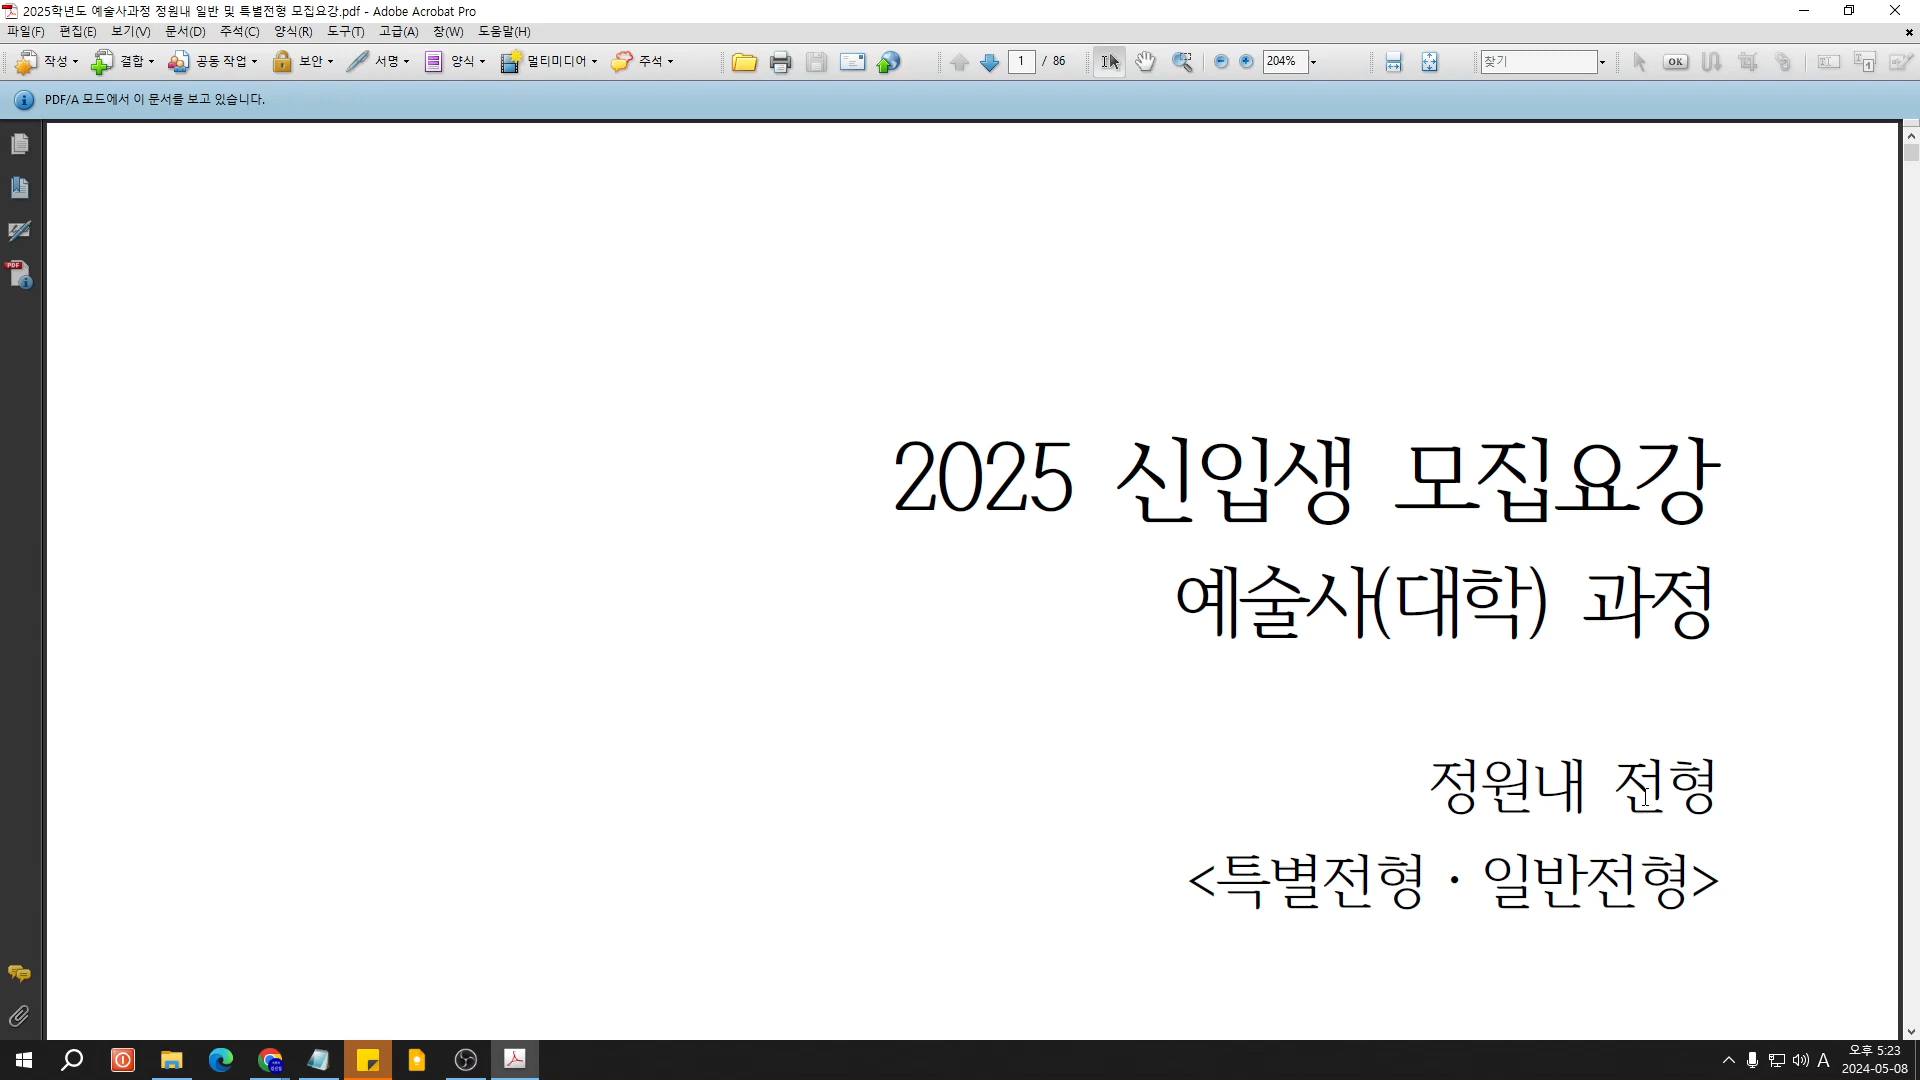 2025학년도 예술사과정 정원내 일반 및 특별전형 모집요강.pdf - Adobe Acrobat Pro
파일(F) 편집(E) 보기(V) 문서(D) 주석(C) 양식(R) 도구(T) 고급(A) 창(W) 도움말(H)
작성 결합 공동 작업 보안 서명 양식 멀티미디어 주석 1 / 86 204% 찾기 OK
PDF/A 모드에서 이 문서를 보고 있습니다.
PDF
2025 신입생 모집요강
예술사(대학) 과정
정원내 전형
<특별전형 · 일반전형>
A 오후 5:23
2024-05-08